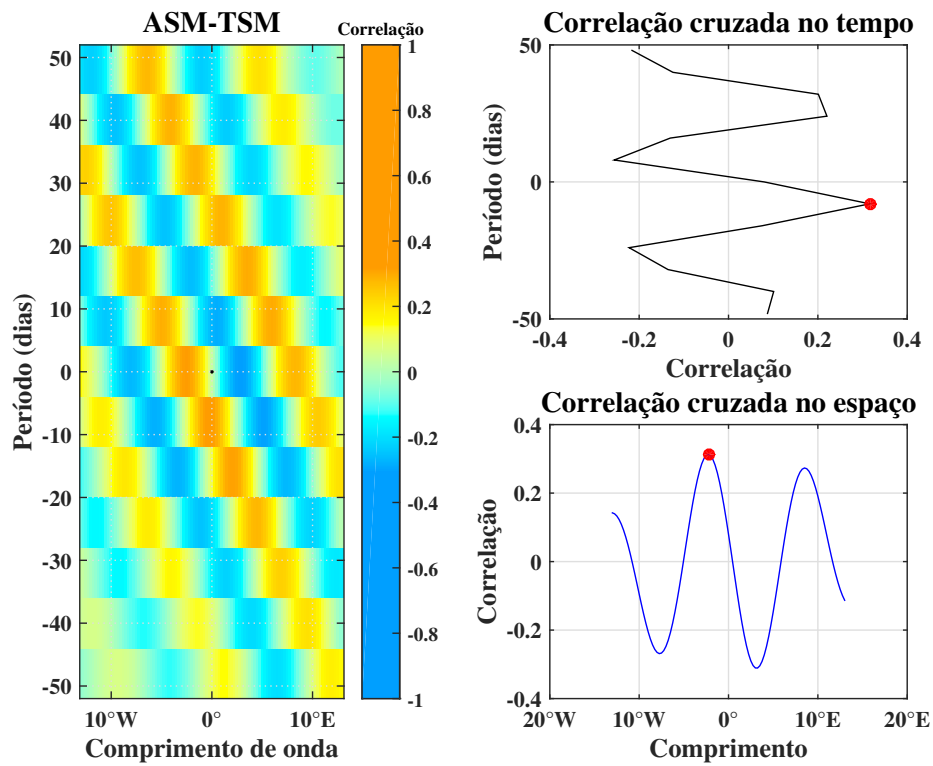 ASM-TSM
Correlação
50
40
30
20
10
0
-10
-20
-30
-40
-50
Período (dias)
10°W 0° 10°E
Comprimento de onda
1
0.8
0.6
0.4
0.2
0
-0.2
-0.4
-0.6
-0.8
-1
Correlação cruzada no tempo
50
0
-50
Período (dias)
-0.4 -0.2 0 0.2 0.4
Correlação
Correlação cruzada no espaço
0.4
0.2
0
-0.2
-0.4
Correlação
20°W 10°W 0° 10°E 20°E
Comprimento